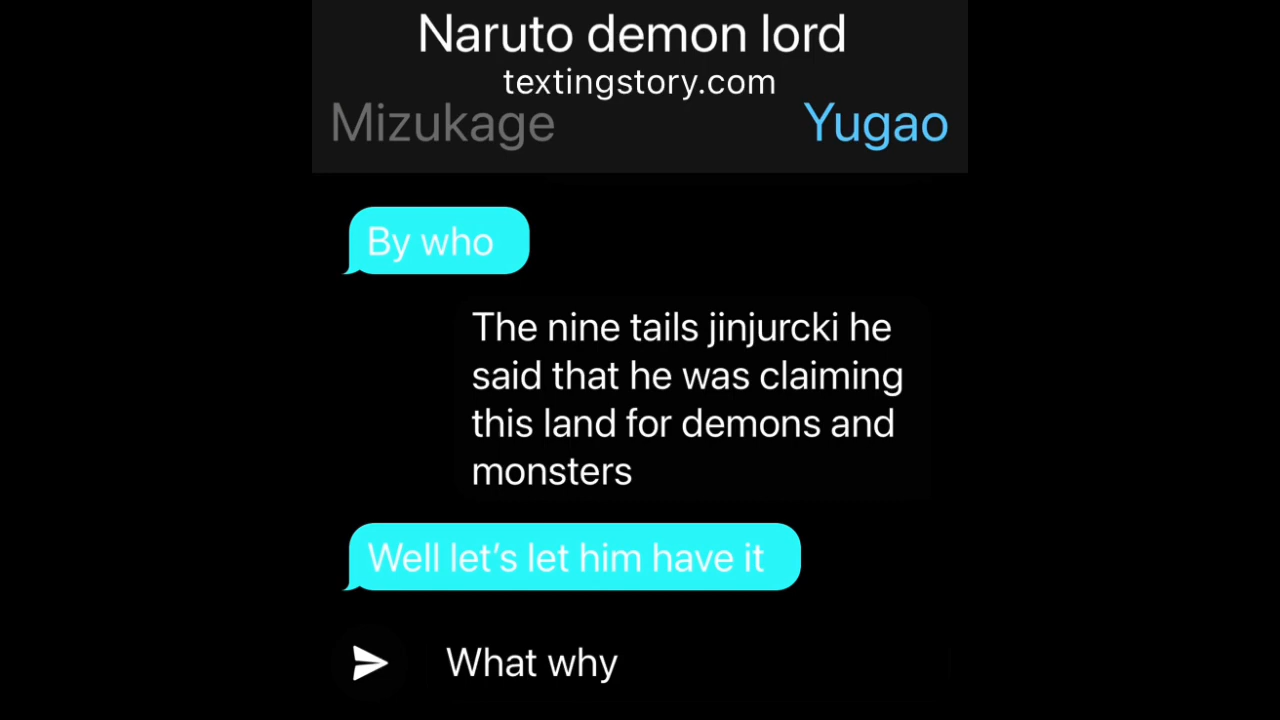 Naruto demon lord
textingstory.com
Mizukage Yugao
By who
The nine tails jinjurcki he
said that he was claiming
this land for demons and
monsters
Well let's let him have it
What why